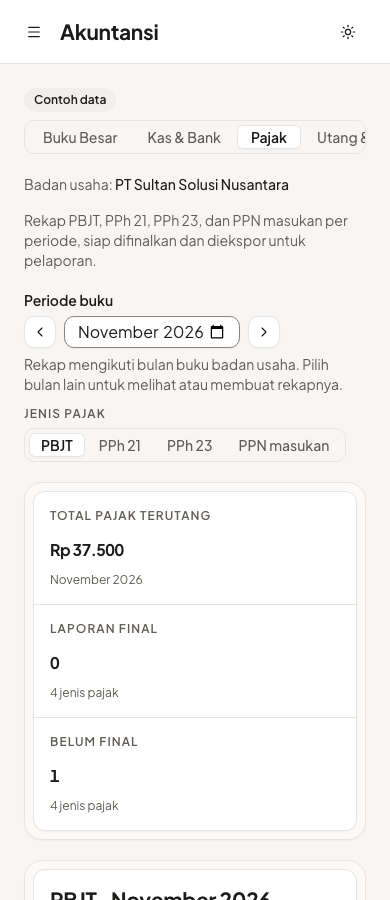 Akuntansi
Contoh data
Buku Besar Kas & Bank Pajak Utang &
Badan usaha: PT Sultan Solusi Nusantara
Rekap PBJT, PPh 21, PPh 23, dan PPN masukan per
periode, siap difinalkan dan diekspor untuk
pelaporan.
Periode buku
November 2026
Rekap mengikuti bulan buku badan usaha. Pilih
bulan lain untuk melihat atau membuat rekapnya.
JENIS PAJAK
PBJT PPh 21 PPh 23 PPN masukan
TOTAL PAJAK TERUTANG
Rp 37.500
November 2026
LAPORAN FINAL
0
4 jenis pajak
BELUM FINAL
1
4 jenis pajak
PBJT · November 2026